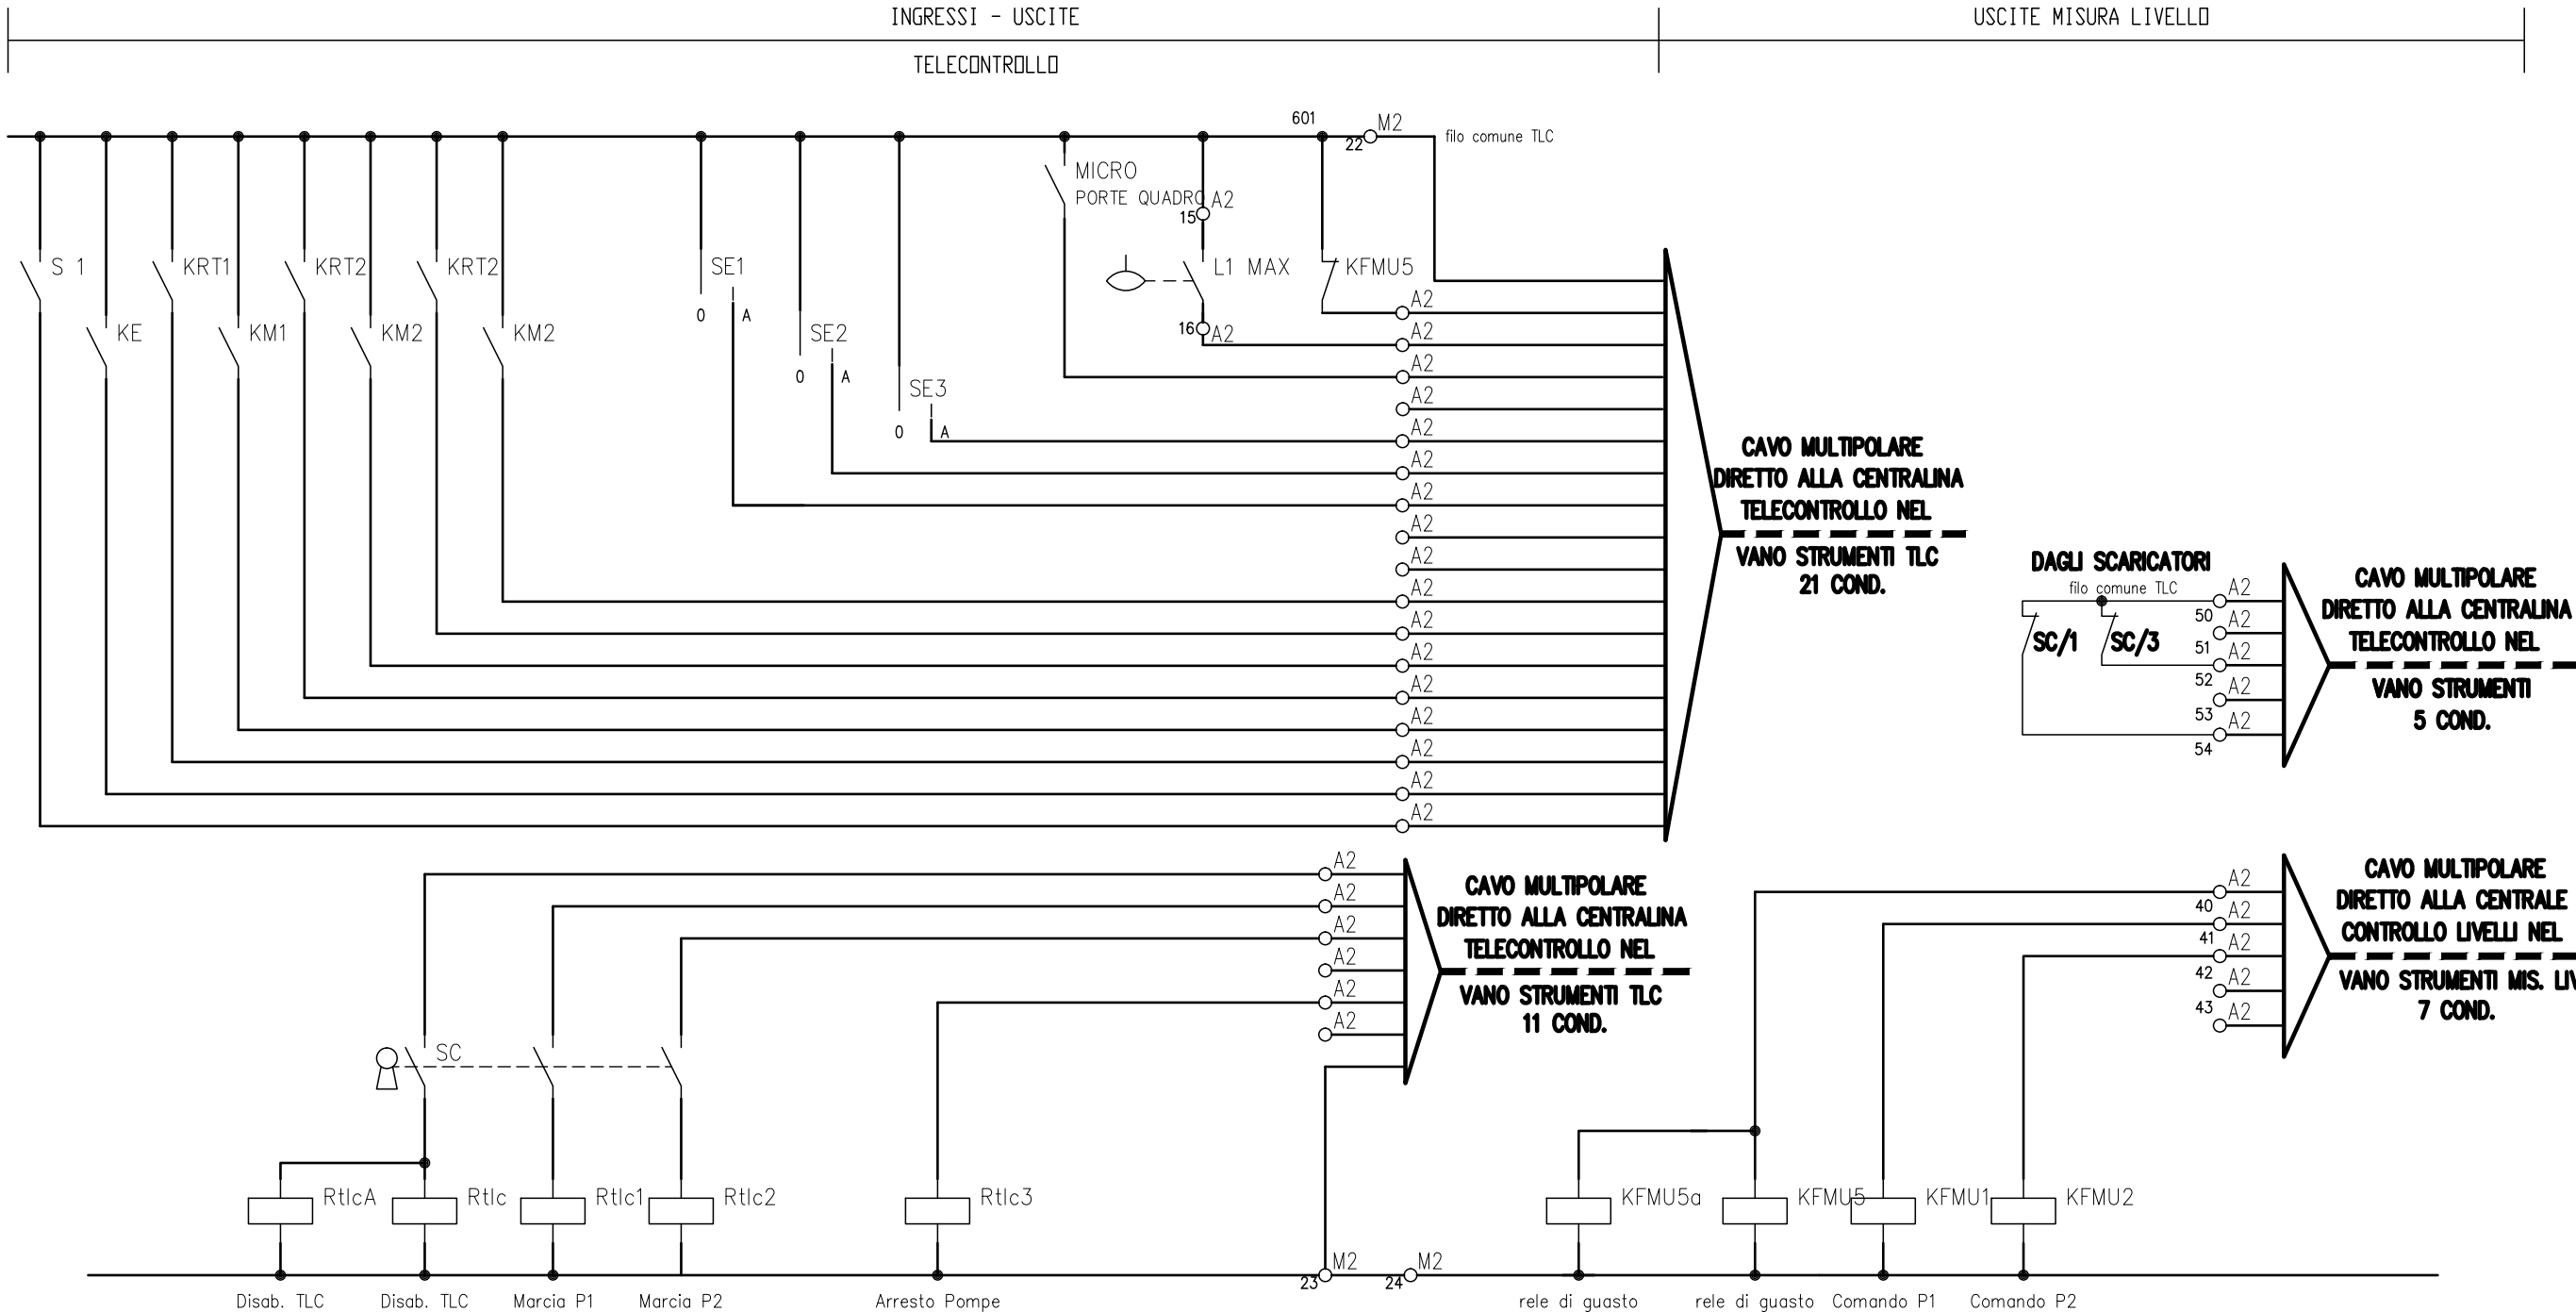 INGRESSI - USCITE
USCITE MISURA LIVELLO
TELECONTROLLO
601
M2
22
filo comune TLC
MICRO
PORTE QUADRO
A2
15
S 1
KRT1
KRT2
KRT2
SE1
L1 MAX
KFMU5
A2
0
A
KE
KM1
KM2
KM2
SE2
16
A2
A2
A2
0
A
SE3
A2
0
A
A2
A2
A2
A2
A2
A2
A2
A2
A2
A2
A2
A2
A2
CAVO MULTIPOLARE
DIRETTO ALLA CENTRALINA
TELECONTROLLO NEL
VANO STRUMENTI TLC
21 COND.
DAGLI SCARICATORI
filo comune TLC
A2
50
A2
SC/1
SC/3
51
A2
52
A2
53
A2
54
CAVO MULTIPOLARE
DIRETTO ALLA CENTRALINA
TELECONTROLLO NEL
VANO STRUMENTI
5 COND.
A2
A2
A2
A2
A2
A2
CAVO MULTIPOLARE
DIRETTO ALLA CENTRALINA
TELECONTROLLO NEL
VANO STRUMENTI TLC
11 COND.
A2
40
A2
41
A2
42
A2
43
A2
CAVO MULTIPOLARE
DIRETTO ALLA CENTRALE
CONTROLLO LIVELLI NEL
VANO STRUMENTI MIS. LIV
7 COND.
SC
RtlcA
Rtlc
Rtlc1
Rtlc2
Rtlc3
KFMU5a
KFMU5
KFMU1
KFMU2
23
M2
24
M2
Disab. TLC
Disab. TLC
Marcia P1
Marcia P2
Arresto Pompe
rele di guasto
rele di guasto
Comando P1
Comando P2